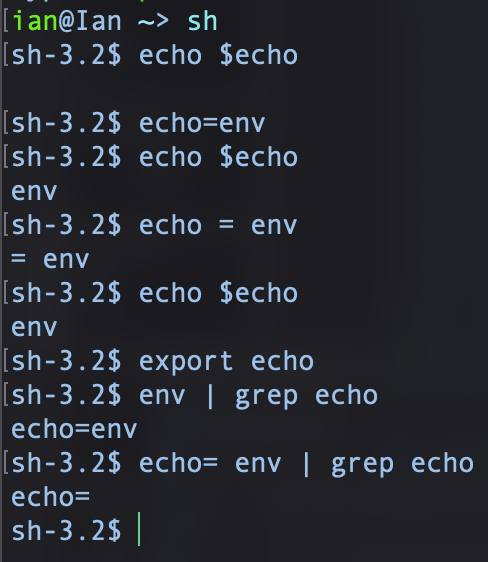 [ian@Ian ~> sh
[sh-3.2$ echo $echo
[sh-3.2$ echo=env
[sh-3.2$ echo $echo
env
[sh-3.2$ echo = env
= env
[sh-3.2$ echo $echo
env
sh-3.2$ export echo
[sh-3.2$ env | grep echo
echo=env
[sh-3.2$ echo= env | grep echo
echo=
sh-3.2$